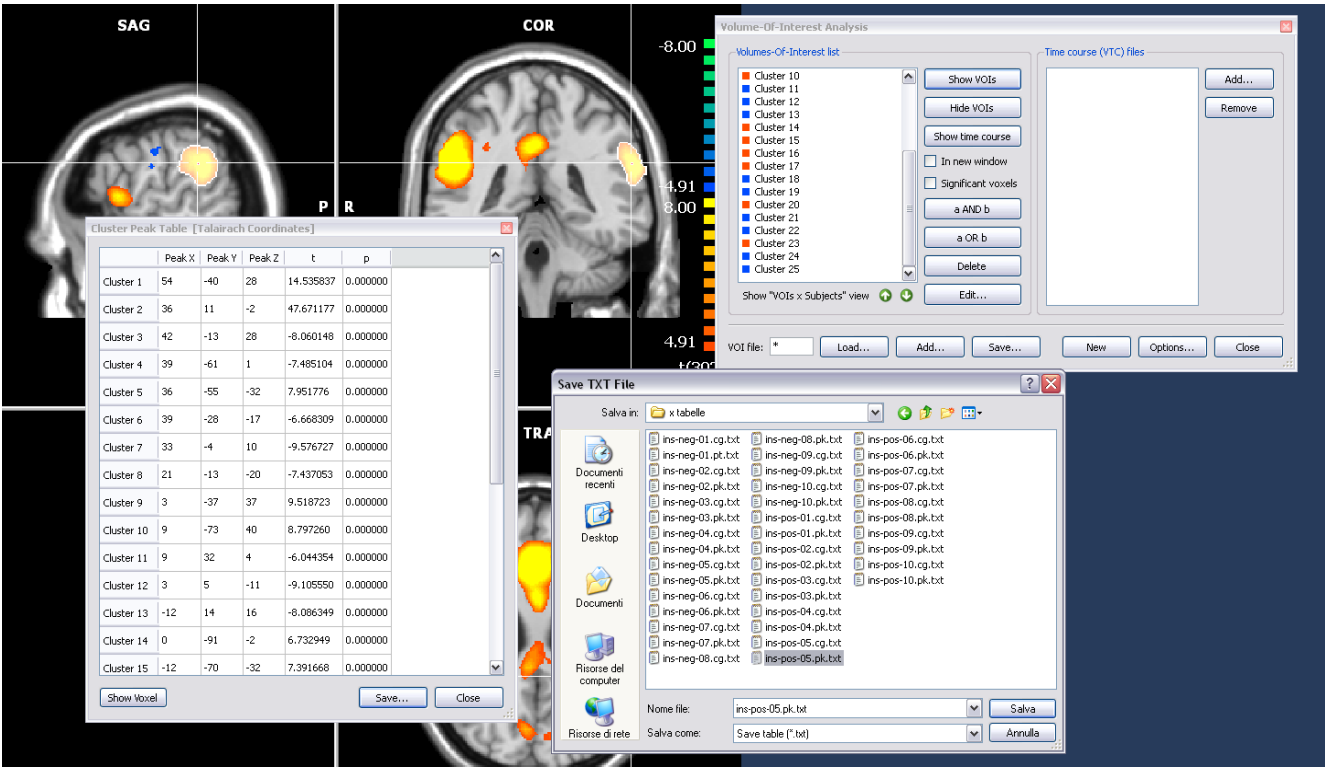 SAG
COR
-8.00
-4.91
8.00
4.91
P
R
TRA
Volume-Of-Interest Analysis
Volumes-Of-Interest list
Cluster 10
Cluster 11
Cluster 12
Cluster 13
Cluster 14
Cluster 15
Cluster 16
Cluster 17
Cluster 18
Cluster 19
Cluster 20
Cluster 21
Cluster 22
Cluster 23
Cluster 24
Cluster 25
Show "VOIs x Subjects" view
Show VOIs
Hide VOIs
Show time course
In new window
Significant voxels
a AND b
a OR b
Delete
Edit...
Time course (VTC) files
Add...
Remove
VOI file: * Load... Add... Save... New Options... Close
Cluster Peak Table [Talairach Coordinates]
Peak X Peak Y Peak Z t p
Cluster 1 54 -40 28 14.535837 0.000000
Cluster 2 36 11 -2 47.671177 0.000000
Cluster 3 42 -13 28 -8.060148 0.000000
Cluster 4 39 -61 1 -7.485104 0.000000
Cluster 5 36 -55 -32 7.951776 0.000000
Cluster 6 39 -28 -17 -6.668309 0.000000
Cluster 7 33 -4 10 -9.576727 0.000000
Cluster 8 21 -13 -20 -7.437053 0.000000
Cluster 9 3 -37 37 9.518723 0.000000
Cluster 10 9 -73 40 8.797260 0.000000
Cluster 11 9 32 4 -6.044354 0.000000
Cluster 12 3 5 -11 -9.105550 0.000000
Cluster 13 -12 14 16 -8.086349 0.000000
Cluster 14 0 -91 -2 6.732949 0.000000
Cluster 15 -12 -70 -32 7.391668 0.000000
Show Voxel Save... Close
Save TXT File
Salva in: x tabelle
Documenti recenti
Desktop
Documenti
Risorse del computer
Risorse di rete
ins-neg-01.cg.txt
ins-neg-01.pt.txt
ins-neg-02.cg.txt
ins-neg-02.pk.txt
ins-neg-03.cg.txt
ins-neg-03.pk.txt
ins-neg-04.cg.txt
ins-neg-04.pk.txt
ins-neg-05.cg.txt
ins-neg-05.pk.txt
ins-neg-06.cg.txt
ins-neg-06.pk.txt
ins-neg-07.cg.txt
ins-neg-07.pk.txt
ins-neg-08.cg.txt
ins-neg-08.pk.txt
ins-neg-09.cg.txt
ins-neg-09.pk.txt
ins-neg-10.cg.txt
ins-neg-10.pk.txt
ins-pos-01.cg.txt
ins-pos-01.pk.txt
ins-pos-02.cg.txt
ins-pos-02.pk.txt
ins-pos-03.cg.txt
ins-pos-03.pk.txt
ins-pos-04.cg.txt
ins-pos-04.pk.txt
ins-pos-05.cg.txt
ins-pos-05.pk.txt
ins-pos-06.cg.txt
ins-pos-06.pk.txt
ins-pos-07.cg.txt
ins-pos-07.pk.txt
ins-pos-08.cg.txt
ins-pos-08.pk.txt
ins-pos-09.cg.txt
ins-pos-09.pk.txt
ins-pos-10.cg.txt
ins-pos-10.pk.txt
Nome file: ins-pos-05.pk.txt Salva
Salva come: Save table (*.txt) Annulla